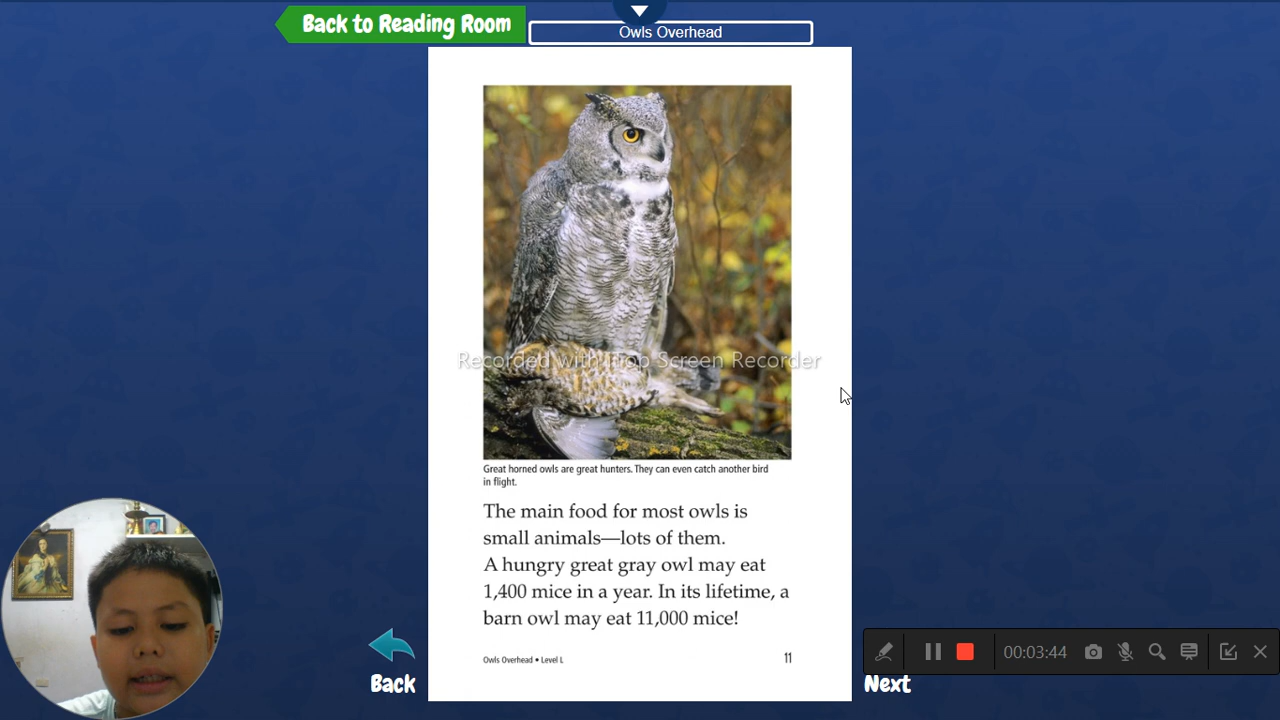 Back to Reading Room
Owls Overhead
Recorded with iTop Screen Recorder
Great horned owls are great hunters. They can even catch another bird
in flight.
The main food for most owls is
small animals—lots of them.
A hungry great gray owl may eat
1,400 mice in a year. In its lifetime, a
barn owl may eat 11,000 mice!
Owls Overhead • Level L
11
Back
Next
00:03:44